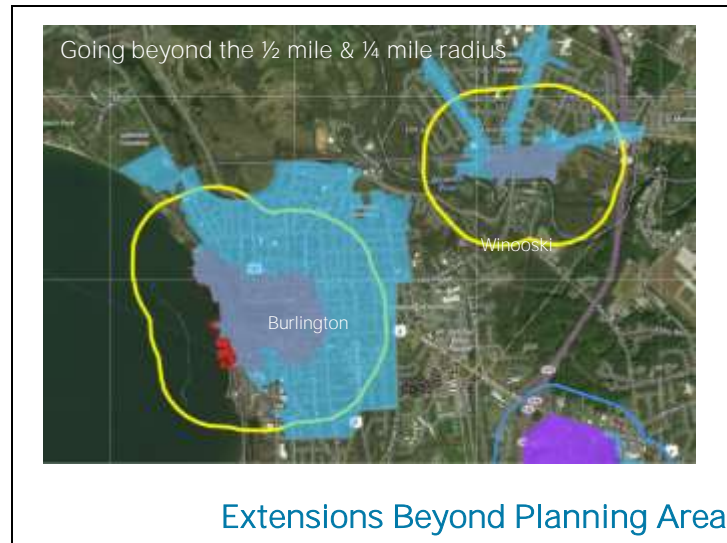 Going beyond the ½ mile & ¼ mile radius
Winooski
Burlington
Extensions Beyond Planning Area